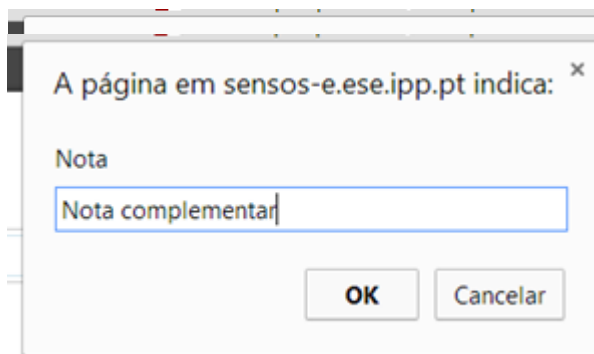 A página em sensos-e.ese.ipp.pt indica:
Nota
Nota complementar
OK Cancelar